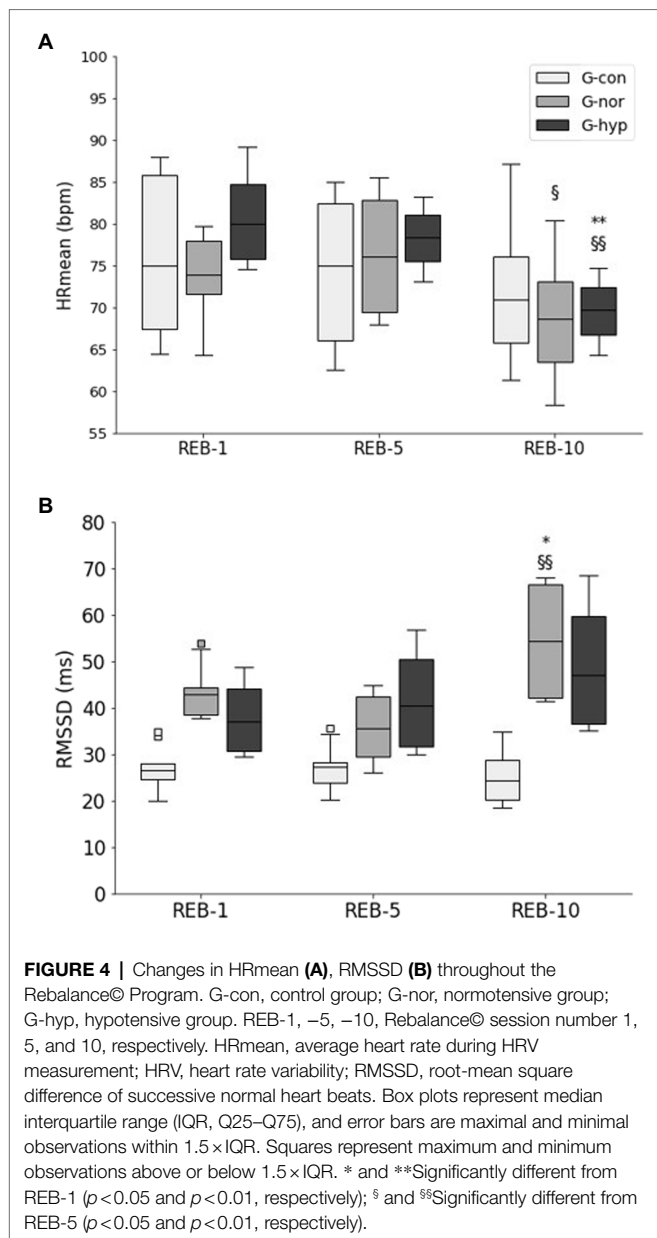 A
100
95
90
85
80
75
70
65
60
55
HRmean (bpm)
G-con
G-nor
G-hyp
§
**
§§
REB-1 REB-5 REB-10
B
80
70
60
50
40
30
20
10
0
RMSSD (ms)
*
§§
REB-1 REB-5 REB-10
FIGURE 4 | Changes in HRmean (A), RMSSD (B) throughout the
Rebalance© Program. G-con, control group; G-nor, normotensive group;
G-hyp, hypotensive group. REB-1, −5, −10, Rebalance© session number 1,
5, and 10, respectively. HRmean, average heart rate during HRV
measurement; HRV, heart rate variability; RMSSD, root-mean square
difference of successive normal heart beats. Box plots represent median
interquartile range (IQR, Q25–Q75), and error bars are maximal and minimal
observations within 1.5 × IQR. Squares represent maximum and minimum
observations above or below 1.5 × IQR. * and **Significantly different from
REB-1 (p < 0.05 and p < 0.01, respectively); § and §§Significantly different from
REB-5 (p < 0.05 and p < 0.01, respectively).